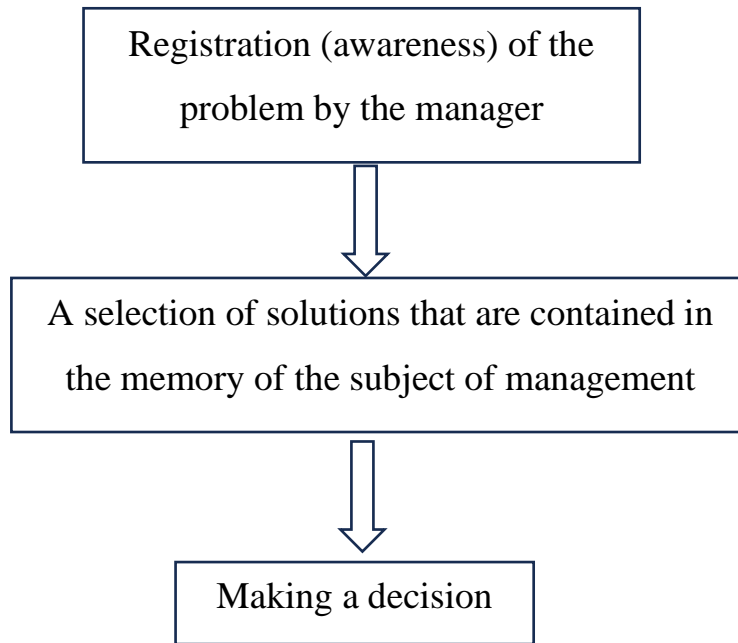 Registration (awareness) of the
problem by the manager
A selection of solutions that are contained in
the memory of the subject of management
Making a decision